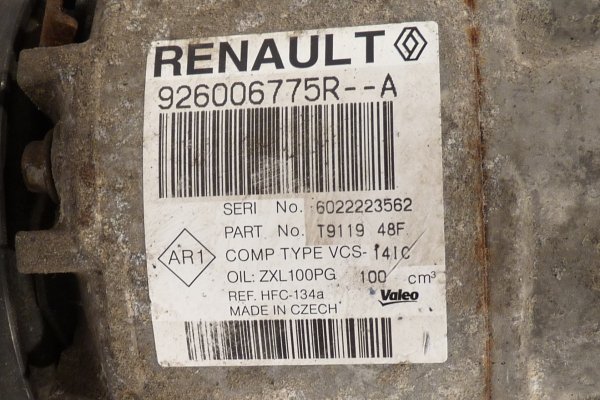 RENAULT
926006775R--A
SERI No. 6022223562
PART No. T9119 48F
AR1
COMP TYPE VCS-14IC
OIL: ZXL100PG 100 cm³
REF. HFC-134a
Valeo
MADE IN CZECH